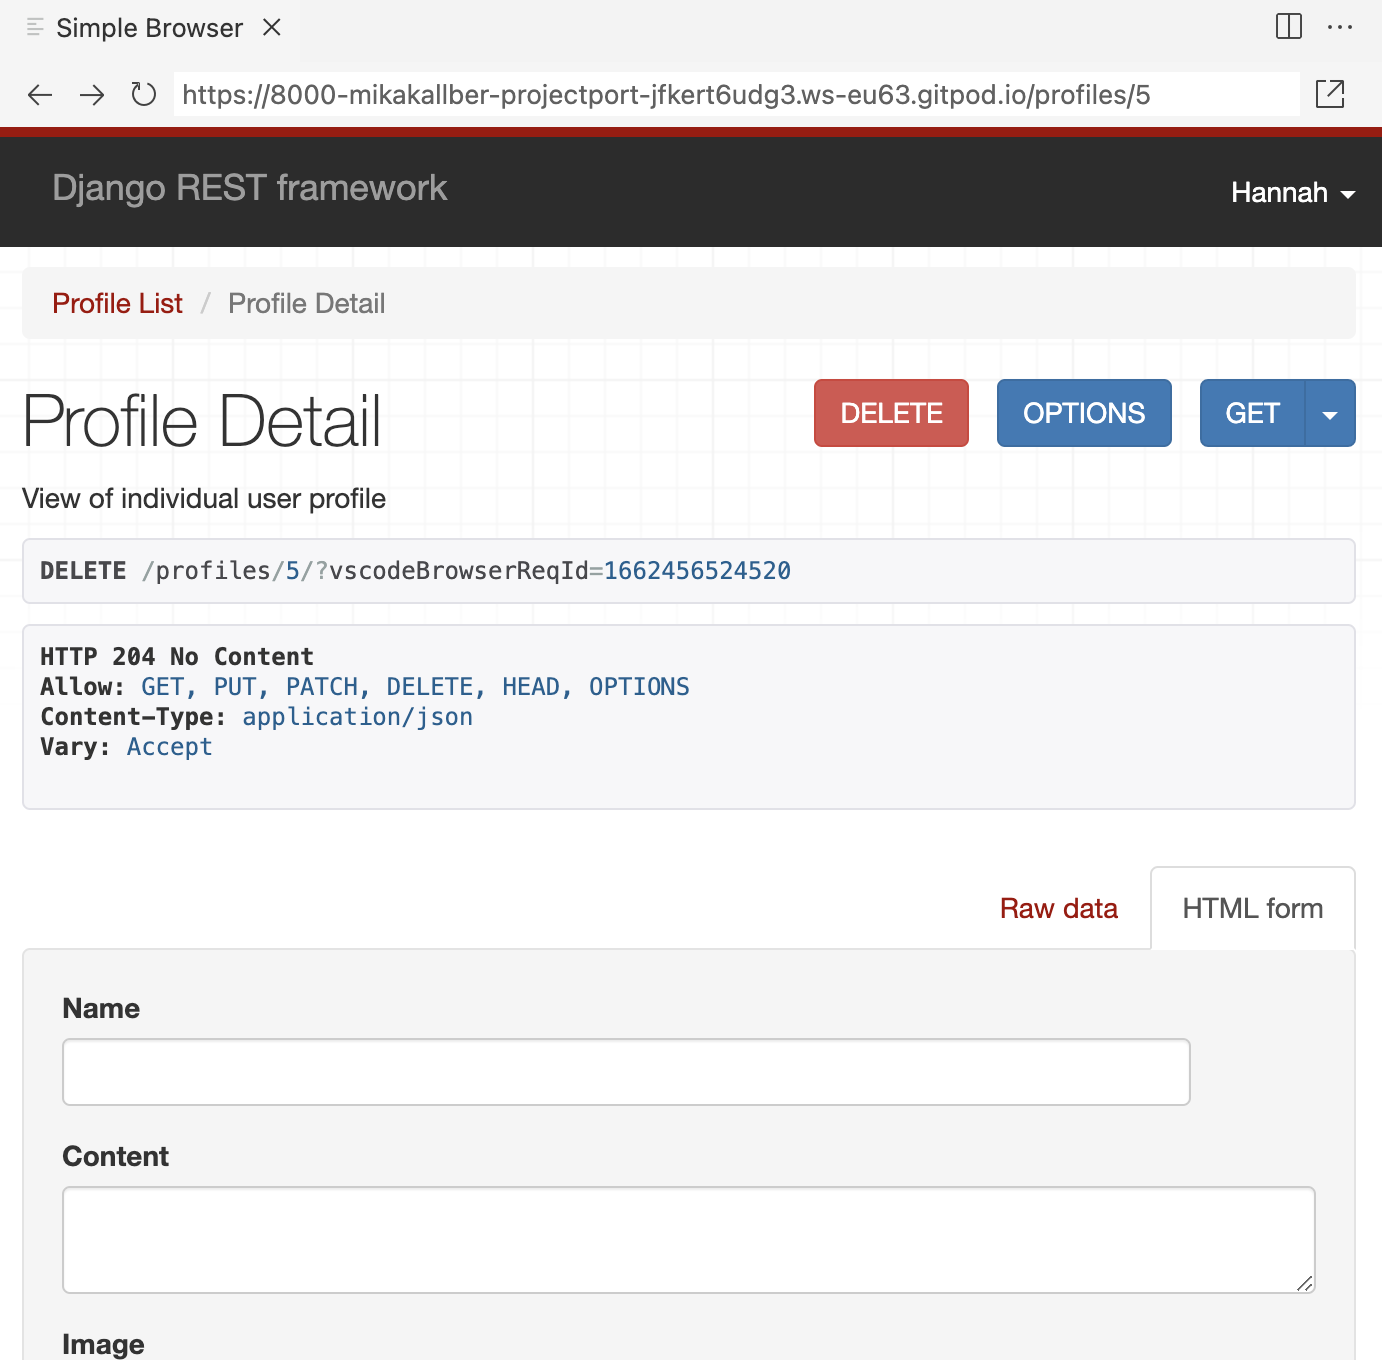 Simple Browser
https://8000-mikakallber-projectport-jfkert6udg3.ws-eu63.gitpod.io/profiles/5
Django REST framework
Hannah
Profile List / Profile Detail
Profile Detail
DELETE
OPTIONS
GET
View of individual user profile
DELETE /profiles/5/?vscodeBrowserReqId=1662456524520
HTTP 204 No Content
Allow: GET, PUT, PATCH, DELETE, HEAD, OPTIONS
Content-Type: application/json
Vary: Accept
Raw data
HTML form
Name
Content
Image